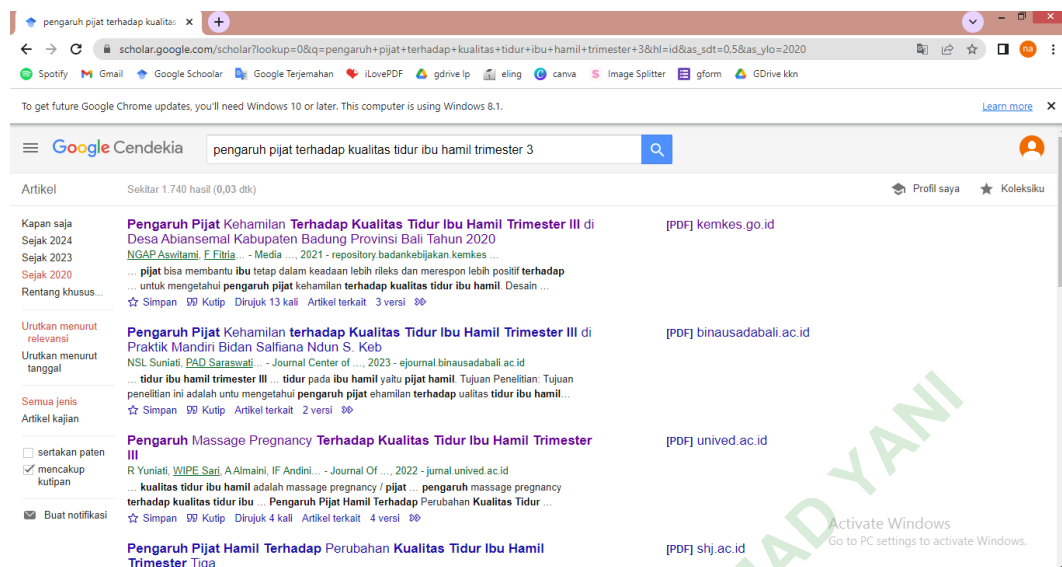 pengaruh pijat terhadap kualitas
scholar.google.com/scholar?lookup=0&q=pengaruh+pijat+terhadap+kualitas+tidur+ibu+hamil+trimester+3&hl=id&as_sdt=0,5&as_ylo=2020
na
Spotify Gmail Google Schoolar Google Terjemahan iLovePDF gdrive lp eling canva Image Splitter gform GDrive kkn
To get future Google Chrome updates, you'll need Windows 10 or later. This computer is using Windows 8.1.
Learn more
Google Cendekia
pengaruh pijat terhadap kualitas tidur ibu hamil trimester 3
Artikel
Sekitar 1.740 hasil (0,03 dtk)
Profil saya
Koleksiku
Kapan saja
Sejak 2024
Sejak 2023
Sejak 2020
Rentang khusus...
Urutkan menurut
relevansi
Urutkan menurut
tanggal
Semua jenis
Artikel kajian
sertakan paten
mencakup
kutipan
Buat notifikasi
Pengaruh Pijat Kehamilan Terhadap Kualitas Tidur Ibu Hamil Trimester III di
Desa Abiansemal Kabupaten Badung Provinsi Bali Tahun 2020
NGAP Aswitami, F Fitria... - Media ..., 2021 - repository.badankebijakan.kemkes ...
... pijat bisa membantu ibu tetap dalam keadaan lebih rileks dan merespon lebih positif terhadap
... untuk mengetahui pengaruh pijat kehamilan terhadap kualitas tidur ibu hamil. Desain ...
Simpan Kutip Dirujuk 13 kali Artikel terkait 3 versi
[PDF] kemkes.go.id
Pengaruh Pijat Kehamilan terhadap Kualitas Tidur Ibu Hamil Trimester III di
Praktik Mandiri Bidan Salfiana Ndun S. Keb
NSL Suniati, PAD Saraswati... - Journal Center of ..., 2023 - ejournal.binausadabali.ac.id
... tidur ibu hamil trimester III ... tidur pada ibu hamil yaitu pijat hamil. Tujuan Penelitian: Tujuan
penelitian ini adalah untu mengetahui pengaruh pijat ehamilan terhadap ualitas tidur ibu hamil...
Simpan Kutip Artikel terkait 2 versi
[PDF] binausadabali.ac.id
Pengaruh Massage Pregnancy Terhadap Kualitas Tidur Ibu Hamil Trimester
III
R Yuniati, WIPE Sari, A Almaini, IF Andini... - Journal Of ..., 2022 - jurnal.unived.ac.id
... kualitas tidur ibu hamil adalah massage pregnancy / pijat ... pengaruh massage pregnancy
terhadap kualitas tidur ibu ... Pengaruh Pijat Hamil Terhadap Perubahan Kualitas Tidur ...
Simpan Kutip Dirujuk 4 kali Artikel terkait 4 versi
[PDF] unived.ac.id
Pengaruh Pijat Hamil Terhadap Perubahan Kualitas Tidur Ibu Hamil
Trimester Tiga
[PDF] shj.ac.id
Activate Windows
Go to PC settings to activate Windows.
AD YANI